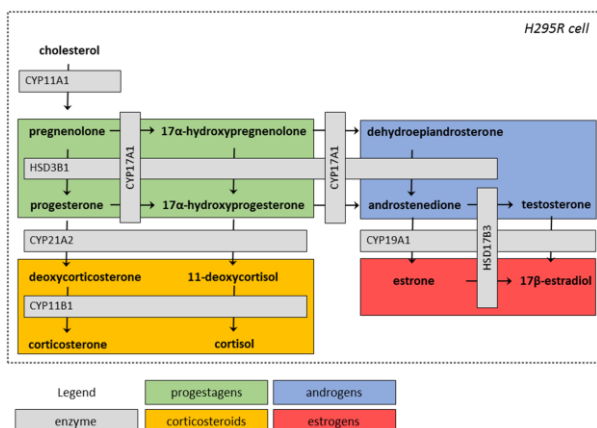 H295R cell
cholesterol
CYP11A1
pregnenolone
17α-hydroxypregnenolone
dehydroepiandrosterone
CYP17A1
CYP17A1
HSD3B1
progesterone
17α-hydroxyprogesterone
androstenedione
testosterone
CYP21A2
CYP19A1
HSD17B3
deoxycorticosterone
11-deoxycortisol
estrone
17β-estradiol
CYP11B1
corticosterone
cortisol
Legend
progestagens
androgens
enzyme
corticosteroids
estrogens